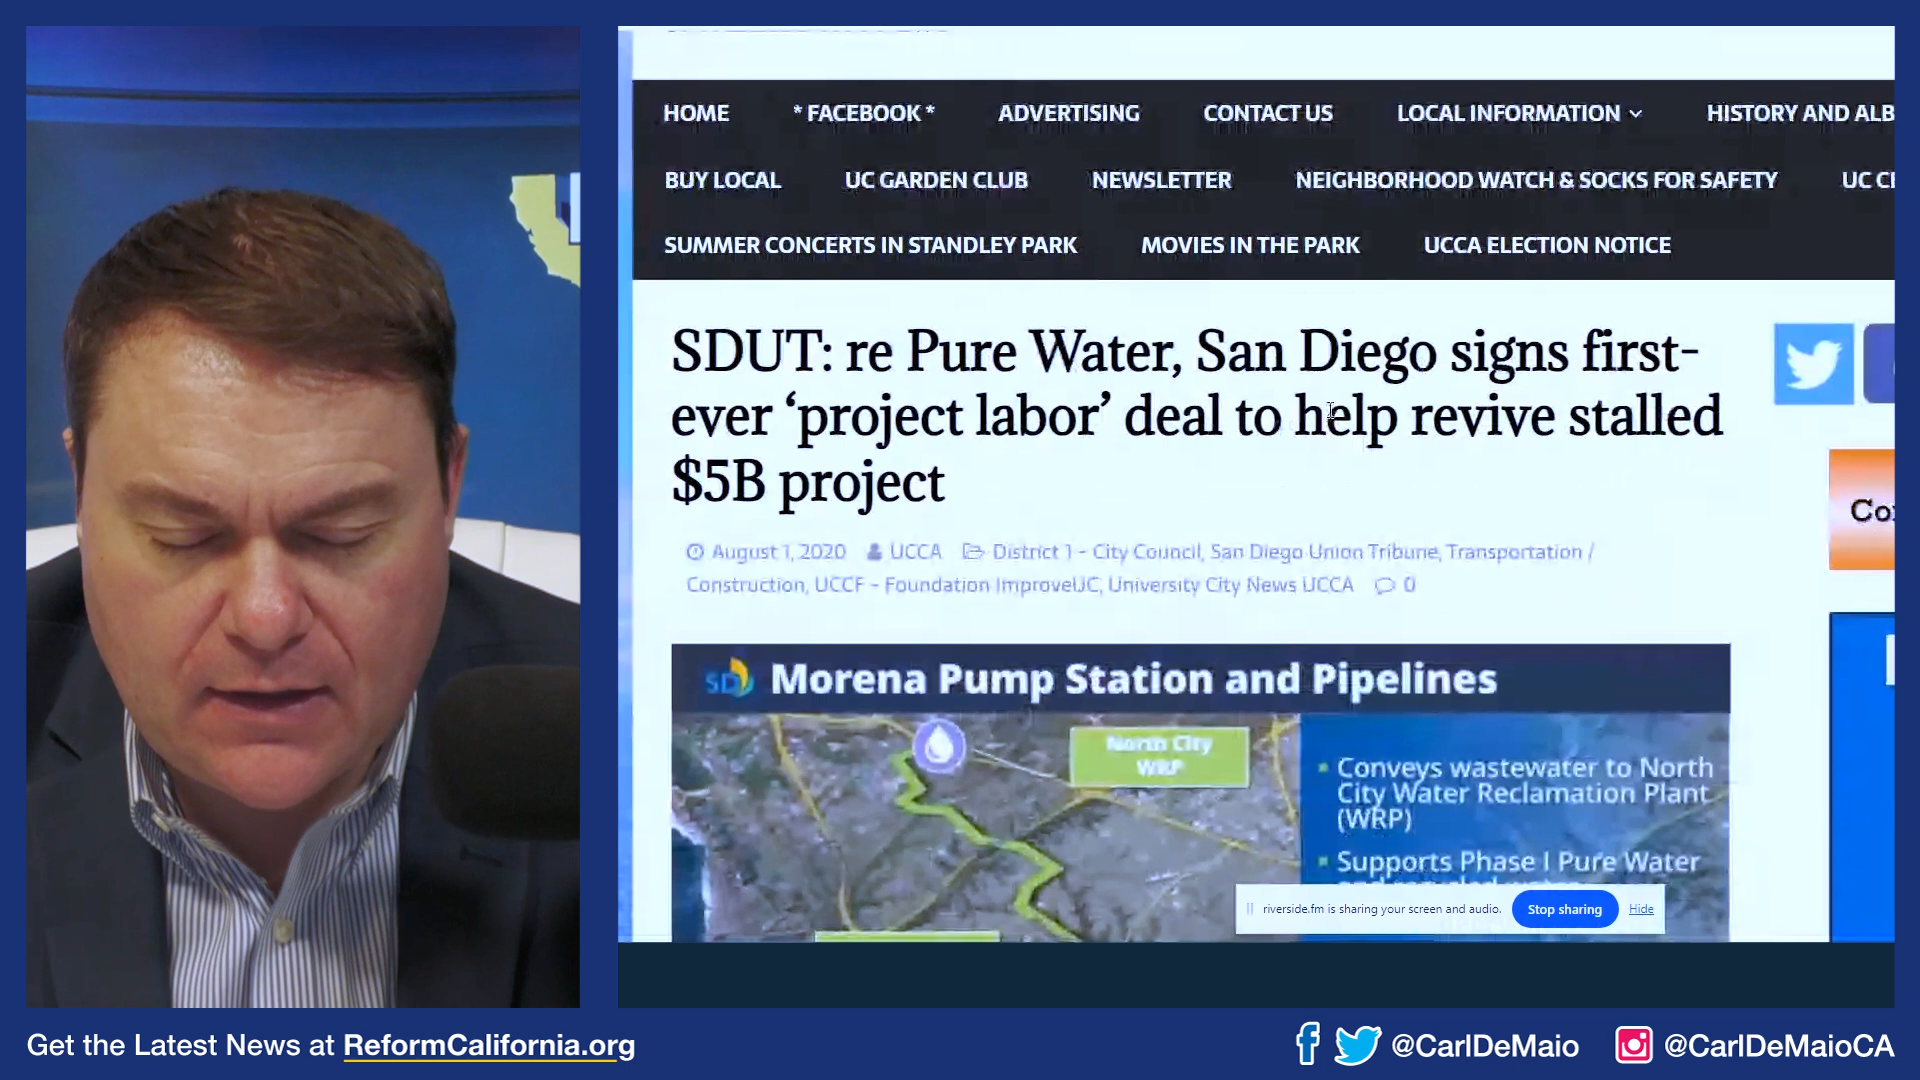 HOME * FACEBOOK * ADVERTISING CONTACT US LOCAL INFORMATION HISTORY AND ALB
BUY LOCAL UC GARDEN CLUB NEWSLETTER NEIGHBORHOOD WATCH & SOCKS FOR SAFETY UC CE
SUMMER CONCERTS IN STANDLEY PARK MOVIES IN THE PARK UCCA ELECTION NOTICE
SDUT: re Pure Water, San Diego signs first-
ever ‘project labor’ deal to help revive stalled
$5B project
August 1, 2020 UCCA District 1 - City Council, San Diego Union Tribune, Transportation /
Construction, UCCF - Foundation ImproveUC, University City News UCCA 0
SD Morena Pump Station and Pipelines
North City
WRP
Conveys wastewater to North
City Water Reclamation Plant
(WRP)
Supports Phase I Pure Water
riverside.fm is sharing your screen and audio. Stop sharing Hide
Get the Latest News at ReformCalifornia.org
@CarlDeMaio @CarlDeMaioCA